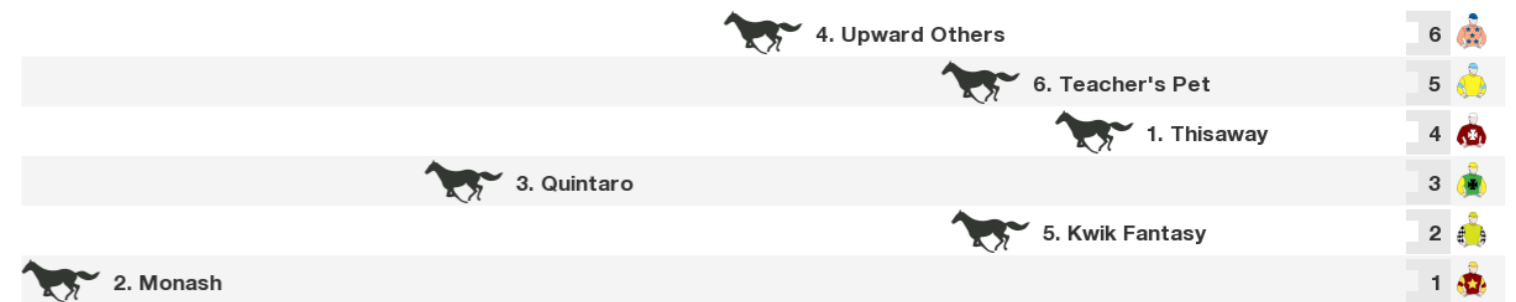 4. Upward Others 6
6. Teacher's Pet 5
1. Thisaway 4
3. Quintaro 3
5. Kwik Fantasy 2
2. Monash 1